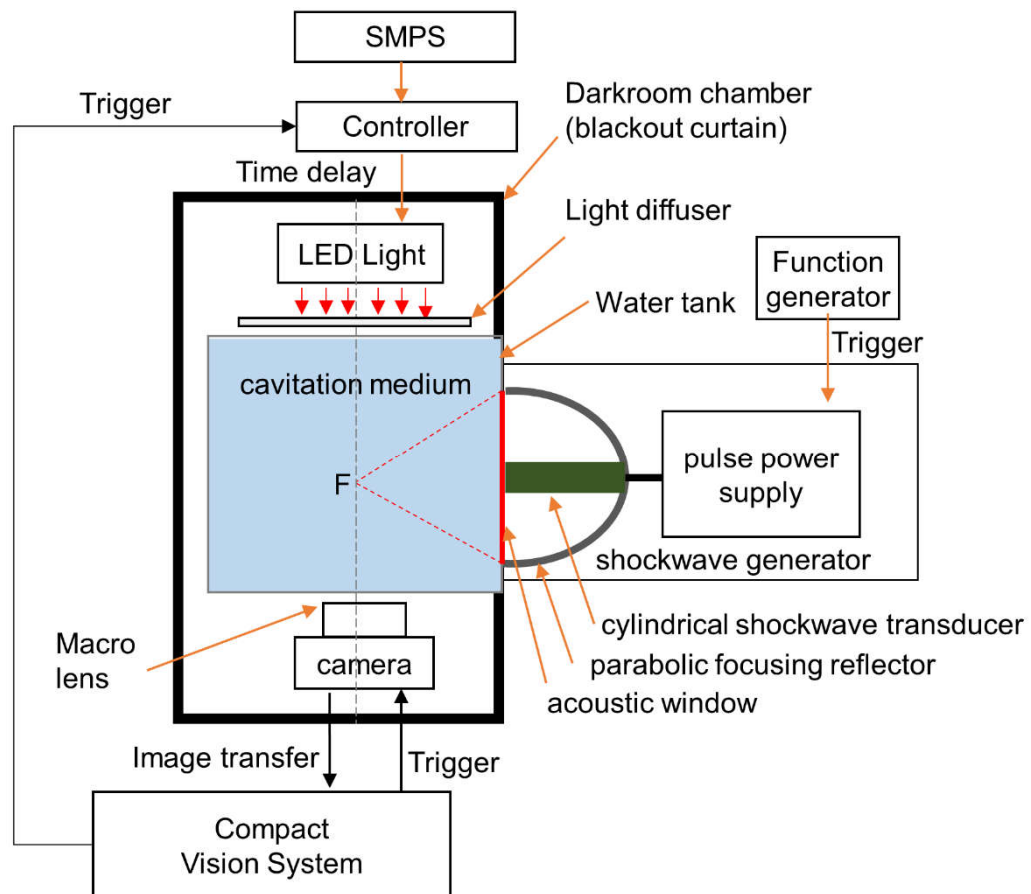 SMPS
Trigger
Controller
Darkroom chamber
(blackout curtain)
Time delay
Light diffuser
LED Light
Function
generator
Water tank
Trigger
cavitation medium
F
pulse power
supply
shockwave generator
Macro
lens
camera
cylindrical shockwave transducer
parabolic focusing reflector
acoustic window
Image transfer
Trigger
Compact
Vision System